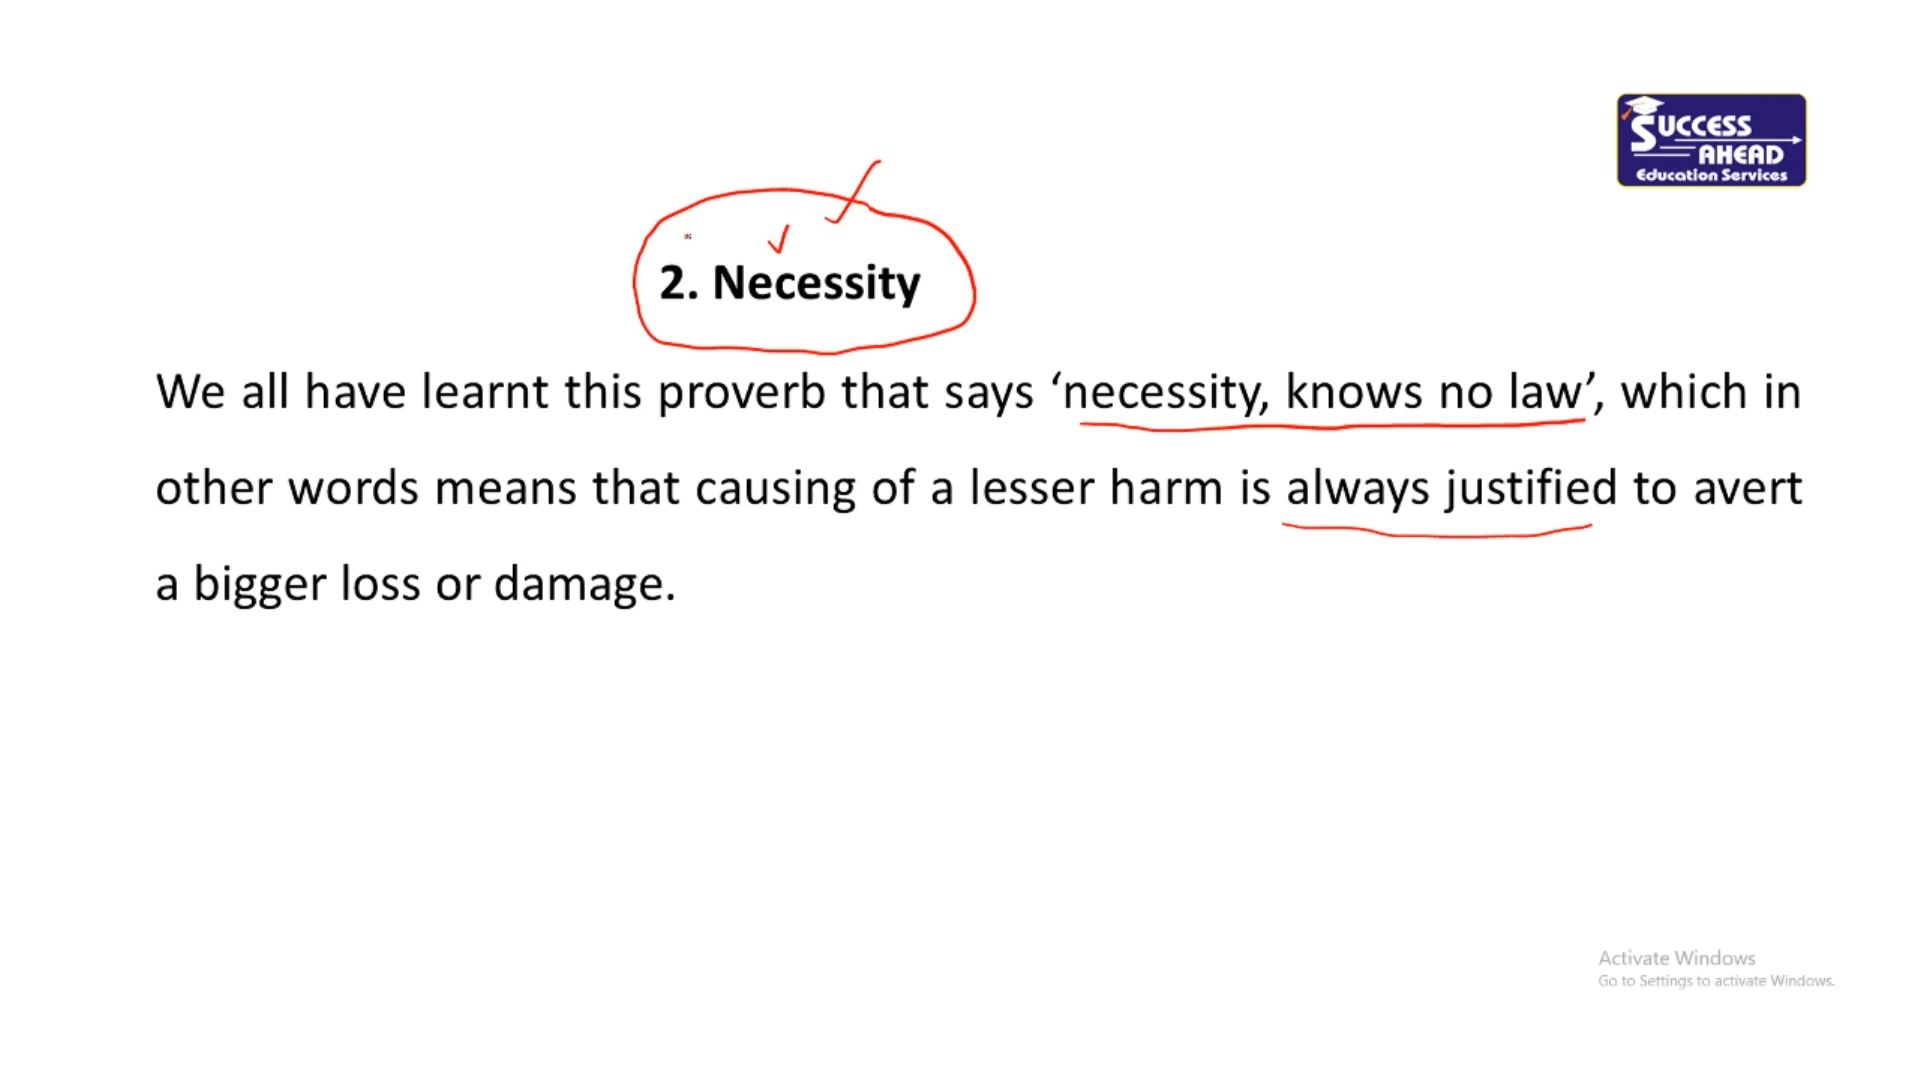 SUCCESS
AHEAD
Education Services
2. Necessity
We all have learnt this proverb that says ‘necessity, knows no law’, which in
other words means that causing of a lesser harm is always justified to avert
a bigger loss or damage.
Activate Windows
Go to Settings to activate Windows.